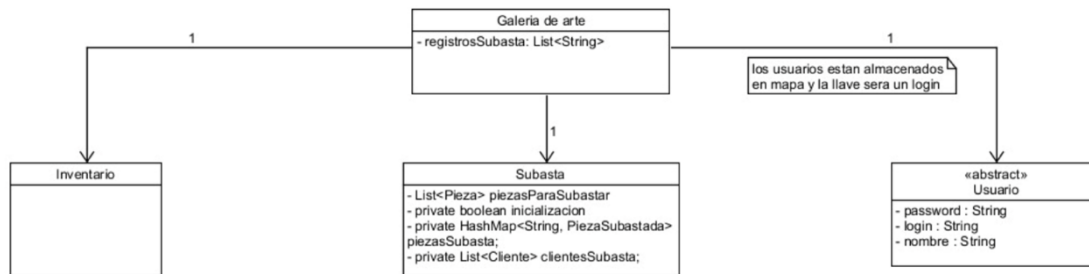 Galeria de arte
- registrosSubasta: List<String>
1
1
los usuarios estan almacenados
en mapa y la llave sera un login
1
Inventario
Subasta
- List<Pieza> piezasParaSubastar
- private boolean inicializacion
- private HashMap<String, PiezaSubastada>
piezasSubasta;
- private List<Cliente> clientesSubasta;
«abstract»
Usuario
- password : String
- login : String
- nombre : String